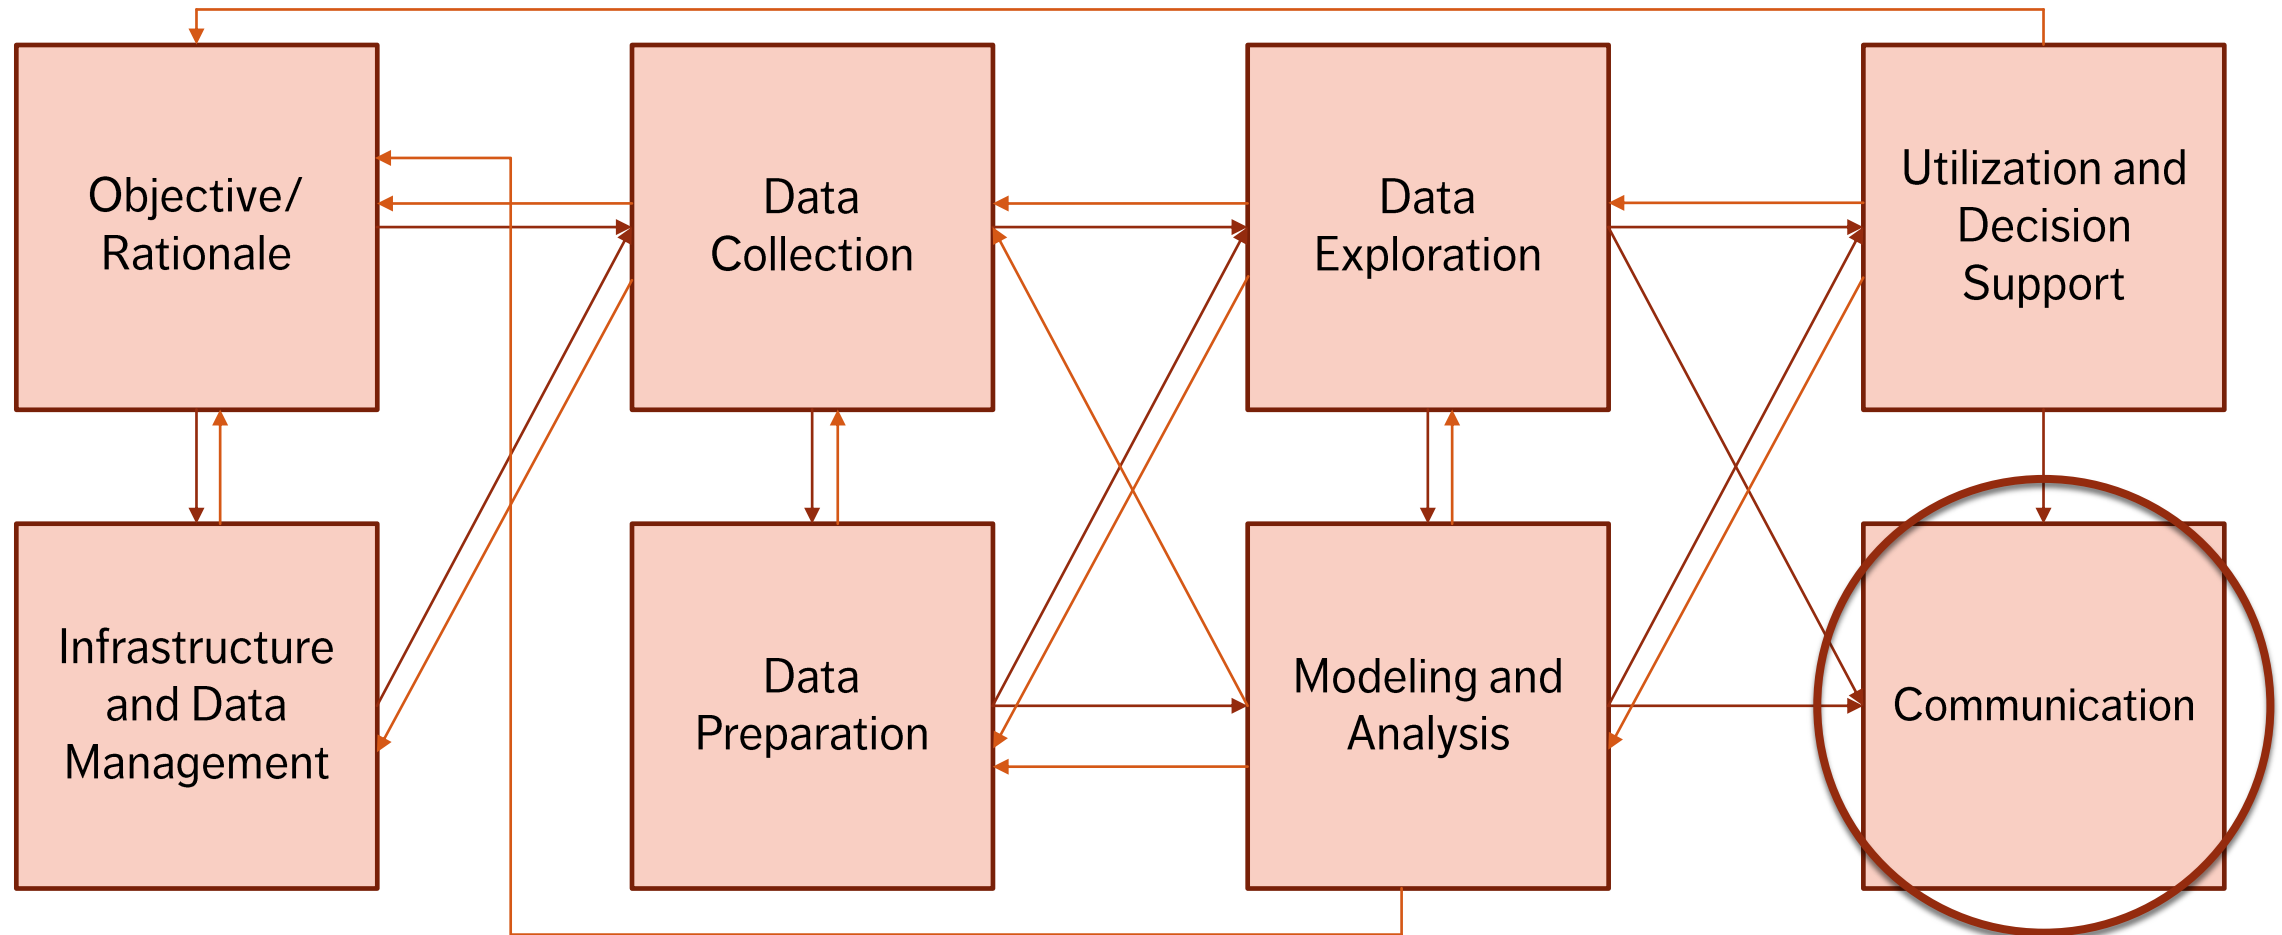 Objective/
Rationale
Data
Collection
Data
Exploration
Utilization and
Decision
Support
Infrastructure
and Data
Management
Data
Preparation
Modeling and
Analysis
Communication